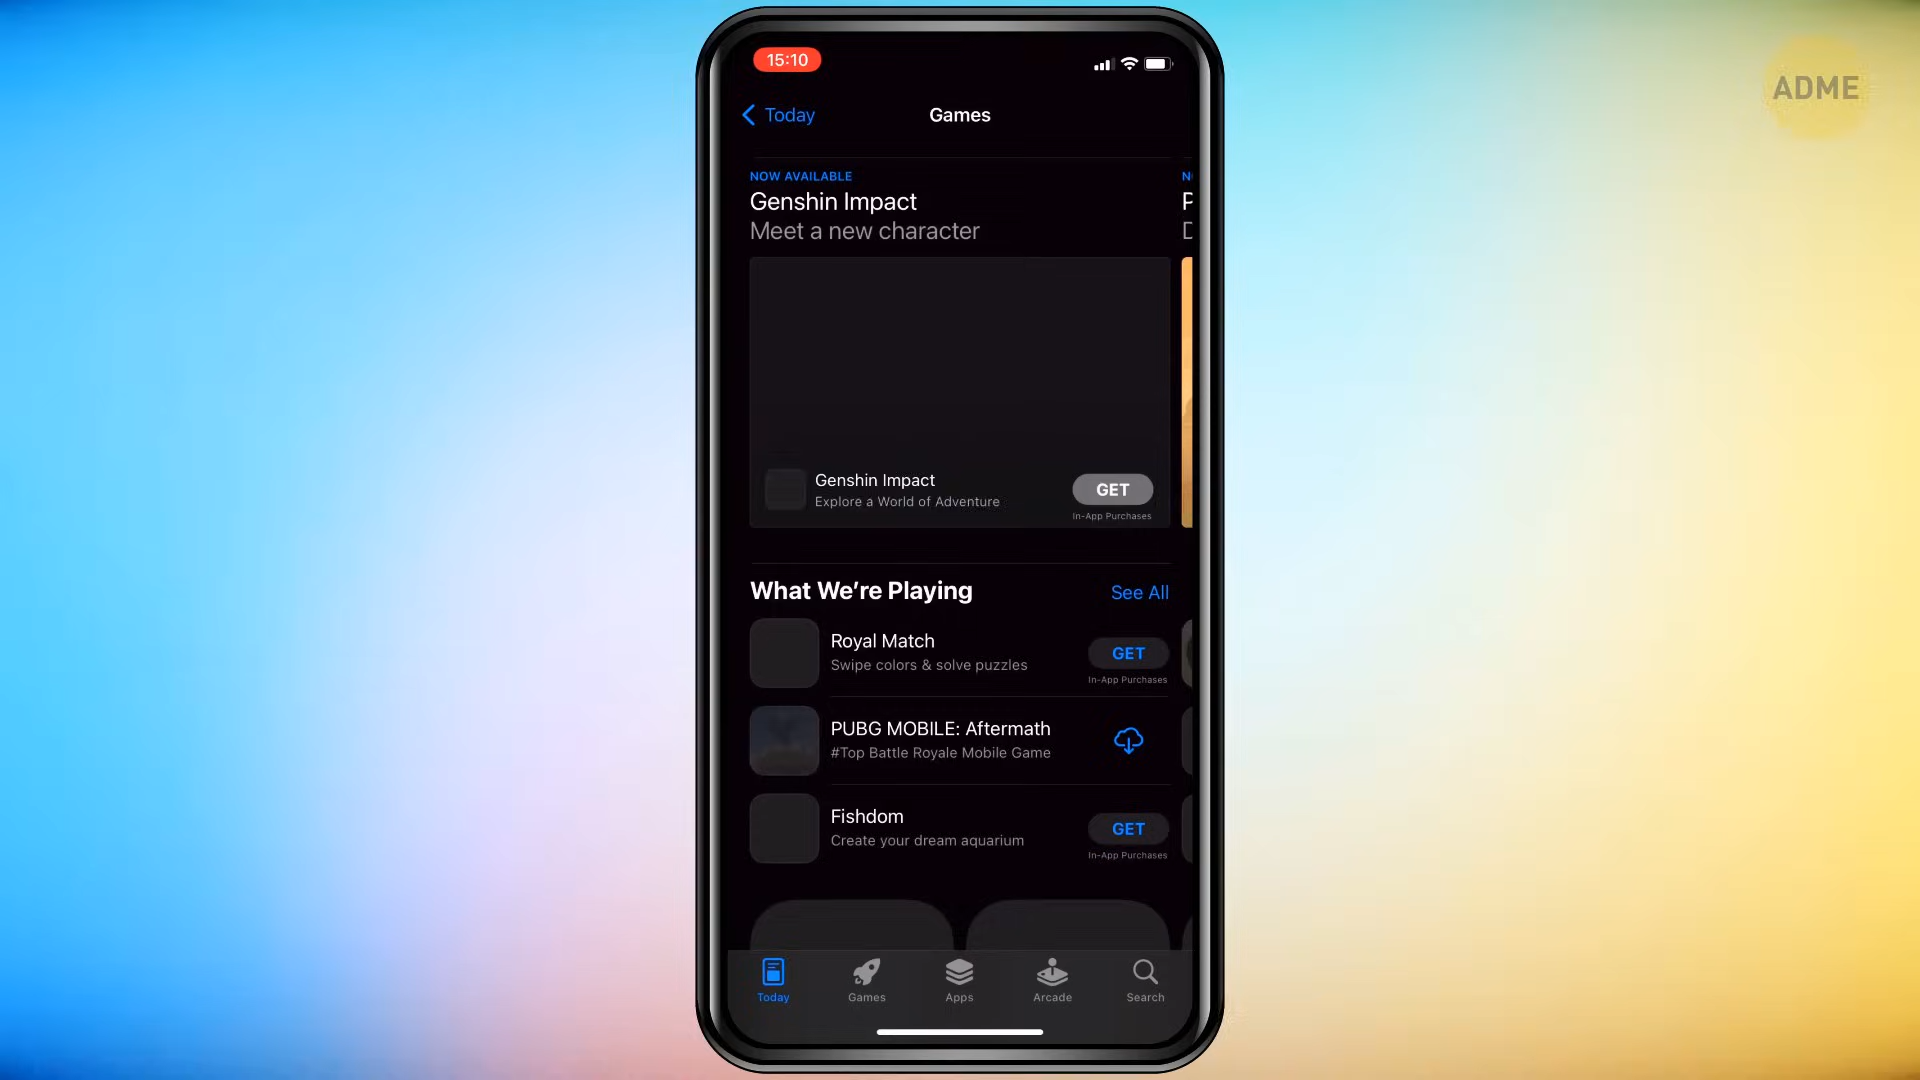 15:10
ADME
Today
Games
NOW AVAILABLE
Genshin Impact
Meet a new character
Genshin Impact
Explore a World of Adventure
GET
In-App Purchases
What We’re Playing
See All
Royal Match
Swipe colors & solve puzzles
GET
In-App Purchases
PUBG MOBILE: Aftermath
#Top Battle Royale Mobile Game
Fishdom
Create your dream aquarium
GET
In-App Purchases
Today
Games
Apps
Arcade
Search